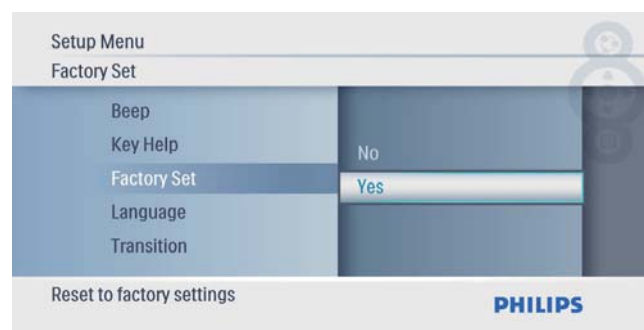 Setup Menu
Factory Set
Beep
Key Help
Factory Set
Language
Transition
No
Yes
Reset to factory settings
PHILIPS